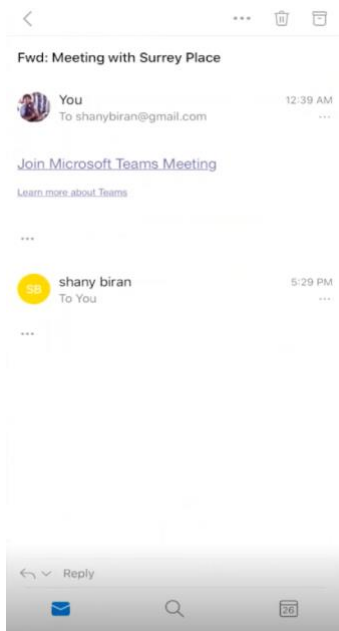 Fwd: Meeting with Surrey Place
You
12:39 AM
To shanybiran@gmail.com
Join Microsoft Teams Meeting
Learn more about Teams
SB
shany biran
5:29 PM
To You
Reply
26